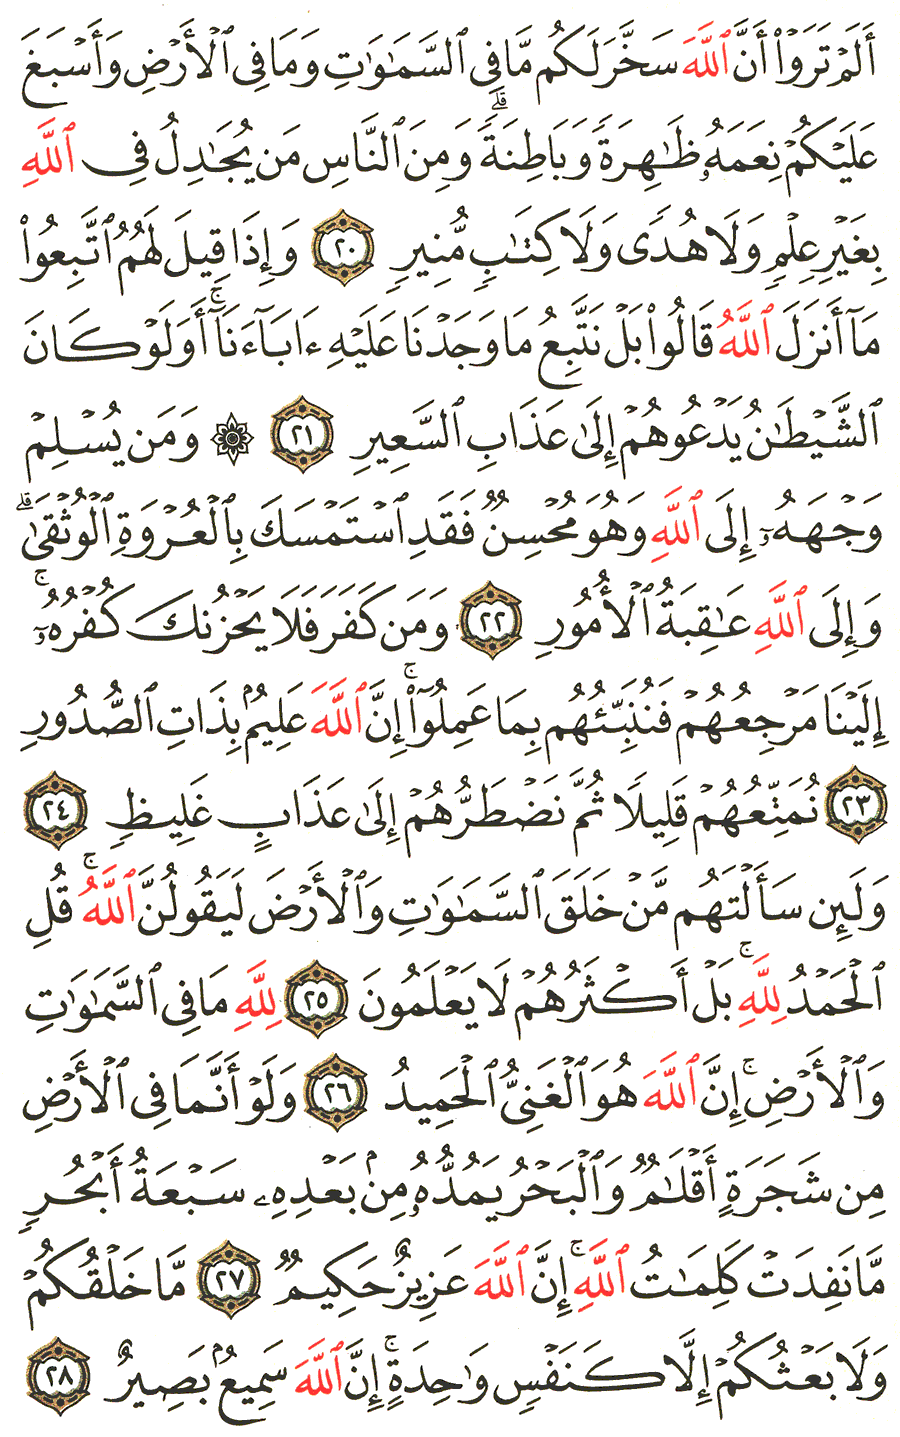 أَلَمْ تَرَوْا۟ أَنَّ ٱللَّهَ سَخَّرَ لَكُم مَّا فِى ٱلسَّمَـٰوَٰتِ وَمَا فِى ٱلْأَرْضِ وَأَسْبَغَ
عَلَيْكُمْ نِعَمَهُۥ ظَـٰهِرَةً وَبَاطِنَةً ۗ وَمِنَ ٱلنَّاسِ مَن يُجَـٰدِلُ فِى ٱللَّهِ
بِغَيْرِ عِلْمٍ وَلَا هُدًى وَلَا كِتَـٰبٍ مُّنِيرٍ ٢٠ وَإِذَا قِيلَ لَهُمُ ٱتَّبِعُوا۟
مَآ أَنزَلَ ٱللَّهُ قَالُوا۟ بَلْ نَتَّبِعُ مَا وَجَدْنَا عَلَيْهِ ءَابَآءَنَآ ۚ أَوَلَوْ كَانَ
ٱلشَّيْطَـٰنُ يَدْعُوهُمْ إِلَىٰ عَذَابِ ٱلسَّعِيرِ ٢١ ۞ وَمَن يُسْلِمْ
وَجْهَهُۥٓ إِلَى ٱللَّهِ وَهُوَ مُحْسِنٌ فَقَدِ ٱسْتَمْسَكَ بِٱلْعُرْوَةِ ٱلْوُثْقَىٰ ۗ
وَإِلَى ٱللَّهِ عَـٰقِبَةُ ٱلْأُمُورِ ٢٢ وَمَن كَفَرَ فَلَا يَحْزُنكَ كُفْرُهُۥٓ ۚ
إِلَيْنَا مَرْجِعُهُمْ فَنُنَبِّئُهُم بِمَا عَمِلُوٓا۟ ۚ إِنَّ ٱللَّهَ عَلِيمٌۢ بِذَاتِ ٱلصُّدُورِ
٢٣ نُمَتِّعُهُمْ قَلِيلًا ثُمَّ نَضْطَرُّهُمْ إِلَىٰ عَذَابٍ غَلِيظٍ ٢٤
وَلَئِن سَأَلْتَهُم مَّنْ خَلَقَ ٱلسَّمَـٰوَٰتِ وَٱلْأَرْضَ لَيَقُولُنَّ ٱللَّهُ ۚ قُلِ
ٱلْحَمْدُ لِلَّهِ ۚ بَلْ أَكْثَرُهُمْ لَا يَعْلَمُونَ ٢٥ لِلَّهِ مَا فِى ٱلسَّمَـٰوَٰتِ
وَٱلْأَرْضِ ۚ إِنَّ ٱللَّهَ هُوَ ٱلْغَنِىُّ ٱلْحَمِيدُ ٢٦ وَلَوْ أَنَّمَا فِى ٱلْأَرْضِ
مِن شَجَرَةٍ أَقْلَـٰمٌ وَٱلْبَحْرُ يَمُدُّهُۥ مِنۢ بَعْدِهِۦ سَبْعَةُ أَبْحُرٍ
مَّا نَفِدَتْ كَلِمَـٰتُ ٱللَّهِ ۚ إِنَّ ٱللَّهَ عَزِيزٌ حَكِيمٌ ٢٧ مَّا خَلْقُكُمْ
وَلَا بَعْثُكُمْ إِلَّا كَنَفْسٍ وَٰحِدَةٍ ۗ إِنَّ ٱللَّهَ سَمِيعٌۢ بَصِيرٌ ٢٨